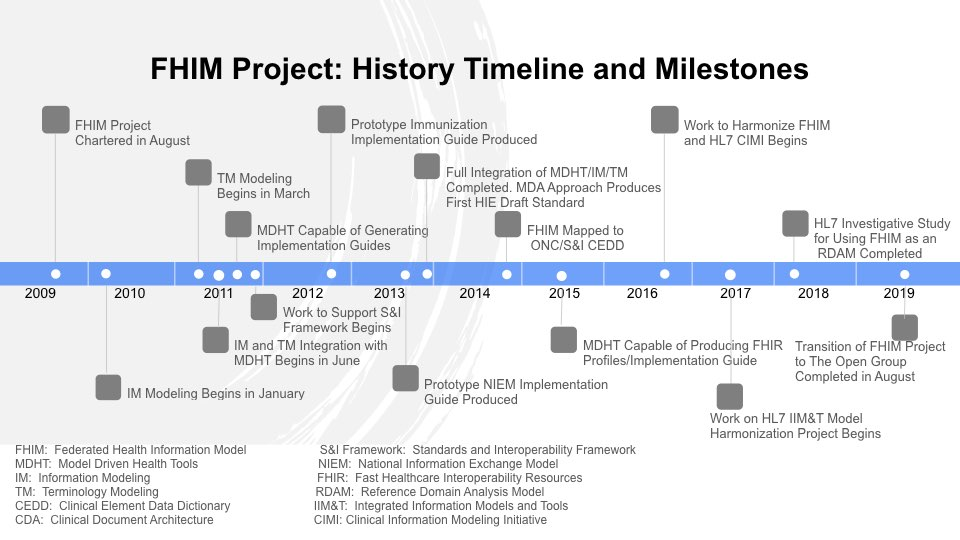 FHIM Project: History Timeline and Milestones
FHIM Project
Chartered in August
Prototype Immunization
Implementation Guide Produced
Work to Harmonize FHIM
and HL7 CIMI Begins
TM Modeling
Begins in March
Full Integration of MDHT/IM/TM
Completed. MDA Approach Produces
First HIE Draft Standard
MDHT Capable of Generating
Implementation Guides
FHIM Mapped to
ONC/S&I CEDD
HL7 Investigative Study
for Using FHIM as an
RDAM Completed
2009 2010 2011 2012 2013 2014 2015 2016 2017 2018 2019
Work to Support S&I
Framework Begins
IM and TM Integration with
MDHT Begins in June
MDHT Capable of Producing FHIR
Profiles/Implementation Guide
Transition of FHIM Project
to The Open Group
Completed in August
IM Modeling Begins in January
Prototype NIEM Implementation
Guide Produced
Work on HL7 IIM&T Model
Harmonization Project Begins
FHIM: Federated Health Information Model
MDHT: Model Driven Health Tools
IM: Information Modeling
TM: Terminology Modeling
CEDD: Clinical Element Data Dictionary
CDA: Clinical Document Architecture
S&I Framework: Standards and Interoperability Framework
NIEM: National Information Exchange Model
FHIR: Fast Healthcare Interoperability Resources
RDAM: Reference Domain Analysis Model
IIM&T: Integrated Information Models and Tools
CIMI: Clinical Information Modeling Initiative